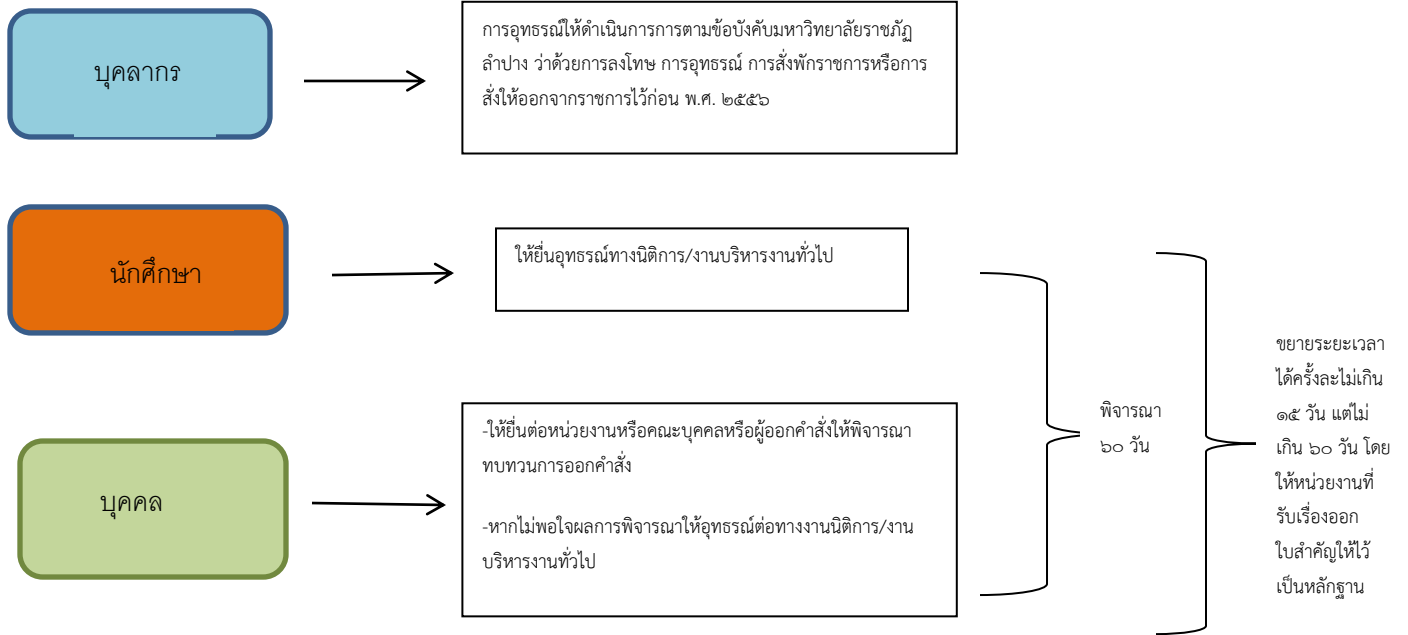 บุคลากร
การอุทธรณ์ให้ดำเนินการการตามข้อบังคับมหาวิทยาลัยราชภัฏ
ลำปาง ว่าด้วยการลงโทษ การอุทธรณ์ การสั่งพักราชการหรือการ
สั่งให้ออกจากราชการไว้ก่อน พ.ศ. ๒๕๕๖
นักศึกษา
ให้ยื่นอุทธรณ์ทางนิติการ/งานบริหารงานทั่วไป
บุคคล
-ให้ยื่นต่อหน่วยงานหรือคณะบุคคลหรือผู้ออกคำสั่งให้พิจารณา
ทบทวนการออกคำสั่ง
-หากไม่พอใจผลการพิจารณาให้อุทธรณ์ต่อทางงานนิติการ/งาน
บริหารงานทั่วไป
พิจารณา
๖๐ วัน
ขยายระยะเวลา
ได้ครั้งละไม่เกิน
๑๕ วัน แต่ไม่
เกิน ๖๐ วัน โดย
ให้หน่วยงานที่
รับเรื่องออก
ใบสำคัญให้ไว้
เป็นหลักฐาน